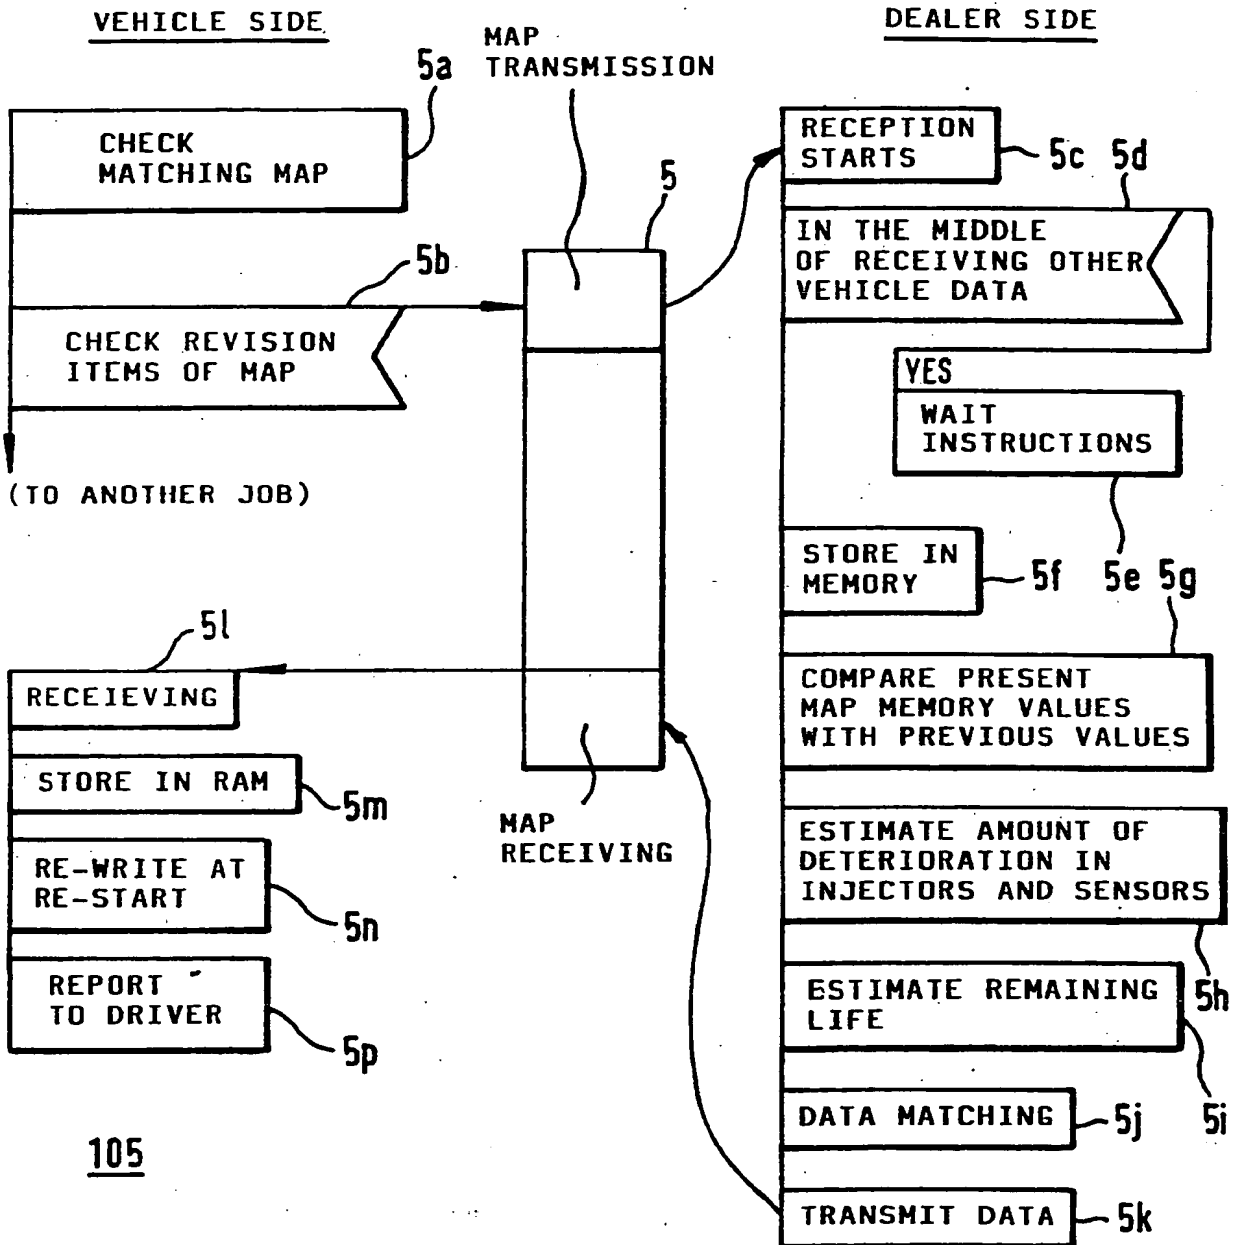 VEHICLE SIDE
MAP
TRANSMISSION
DEALER SIDE
5a
CHECK
MATCHING MAP
RECEPTION
STARTS
5c
5d
5
IN THE MIDDLE
OF RECEIVING OTHER
VEHICLE DATA
5b
CHECK REVISION
ITEMS OF MAP
YES
WAIT
INSTRUCTIONS
(TO ANOTHER JOB)
STORE IN
MEMORY
5f
5e
5g
5l
RECEIEVING
COMPARE PRESENT
MAP MEMORY VALUES
WITH PREVIOUS VALUES
STORE IN RAM
5m
MAP
RECEIVING
ESTIMATE AMOUNT OF
DETERIORATION IN
INJECTORS AND SENSORS
5h
RE-WRITE AT
RE-START
5n
REPORT
TO DRIVER
5p
ESTIMATE REMAINING
LIFE
5i
DATA MATCHING
5j
105
TRANSMIT DATA
5k